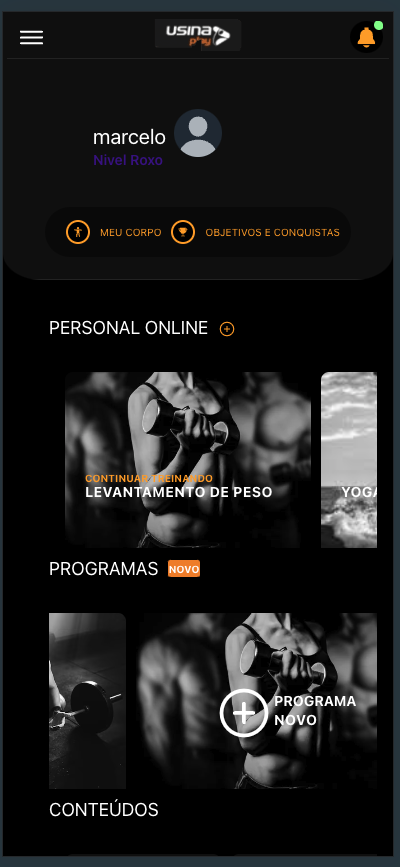 usina
play
marcelo
Nível Roxo
MEU CORPO
OBJETIVOS E CONQUISTAS
PERSONAL ONLINE
CONTINUAR TREINANDO
LEVANTAMENTO DE PESO
YOGA
PROGRAMAS NOVO
PROGRAMA
NOVO
CONTEÚDOS